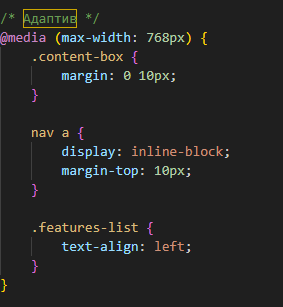 /* Адаптив */
@media (max-width: 768px) {
.content-box {
margin: 0 10px;
}
nav a {
display: inline-block;
margin-top: 10px;
}
.features-list {
text-align: left;
}
}